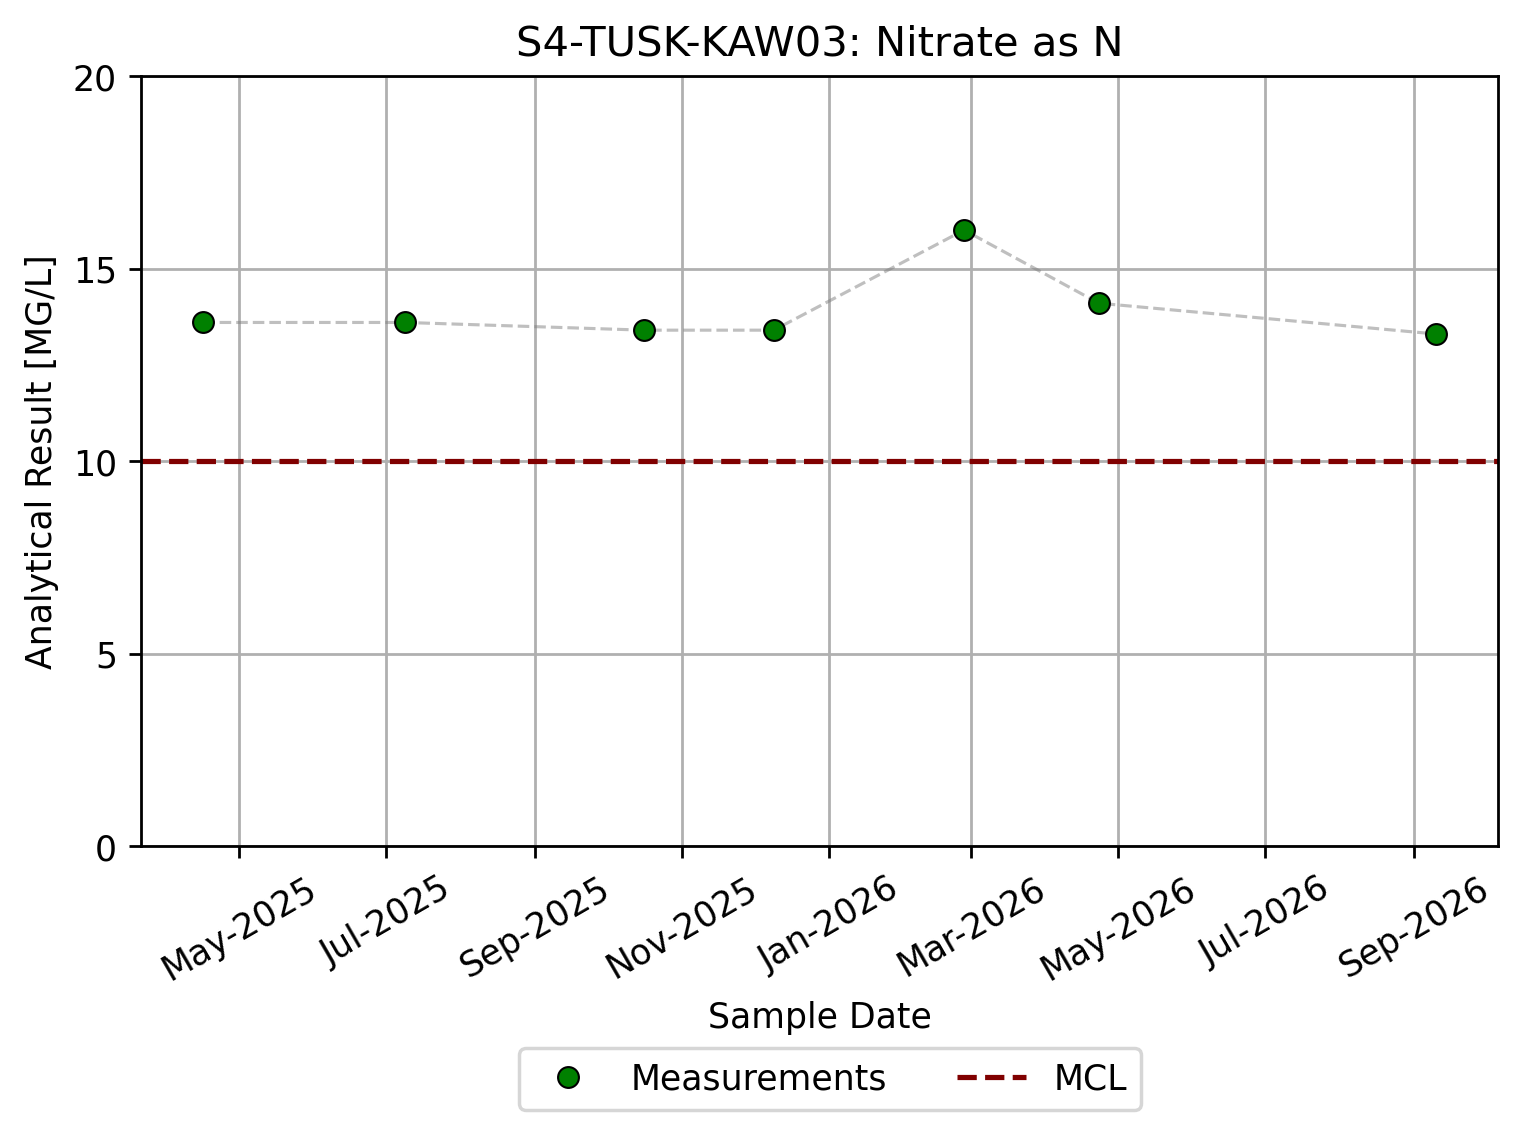 S4-TUSK-KAW03: Nitrate as N
20
15
10
5
0
Analytical Result [MG/L]
May-2025
Jul-2025
Sep-2025
Nov-2025
Jan-2026
Mar-2026
May-2026
Jul-2026
Sep-2026
Sample Date
Measurements
MCL